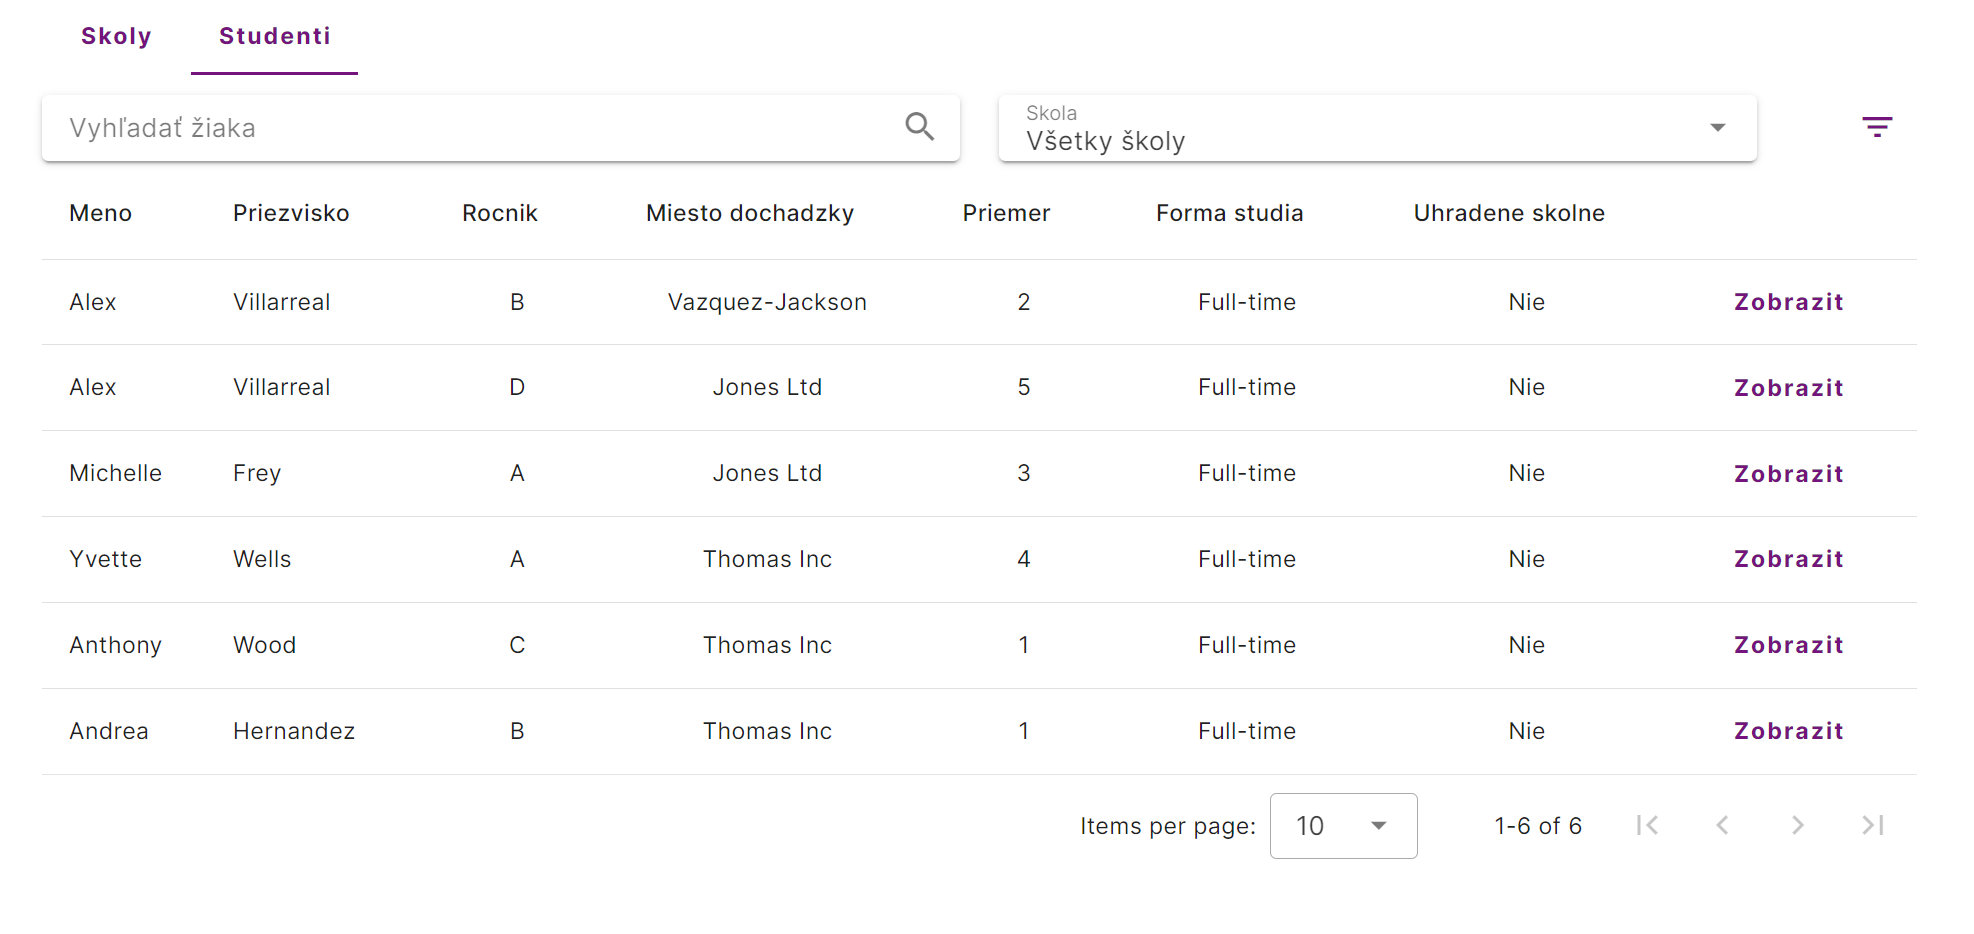 Skoly Studenti
Vyhľadať žiaka
Skola
Všetky školy
Meno Priezvisko Rocnik Miesto dochadzky Priemer Forma studia Uhradene skolne
Alex Villarreal B Vazquez-Jackson 2 Full-time Nie Zobrazit
Alex Villarreal D Jones Ltd 5 Full-time Nie Zobrazit
Michelle Frey A Jones Ltd 3 Full-time Nie Zobrazit
Yvette Wells A Thomas Inc 4 Full-time Nie Zobrazit
Anthony Wood C Thomas Inc 1 Full-time Nie Zobrazit
Andrea Hernandez B Thomas Inc 1 Full-time Nie Zobrazit
Items per page: 10 1-6 of 6